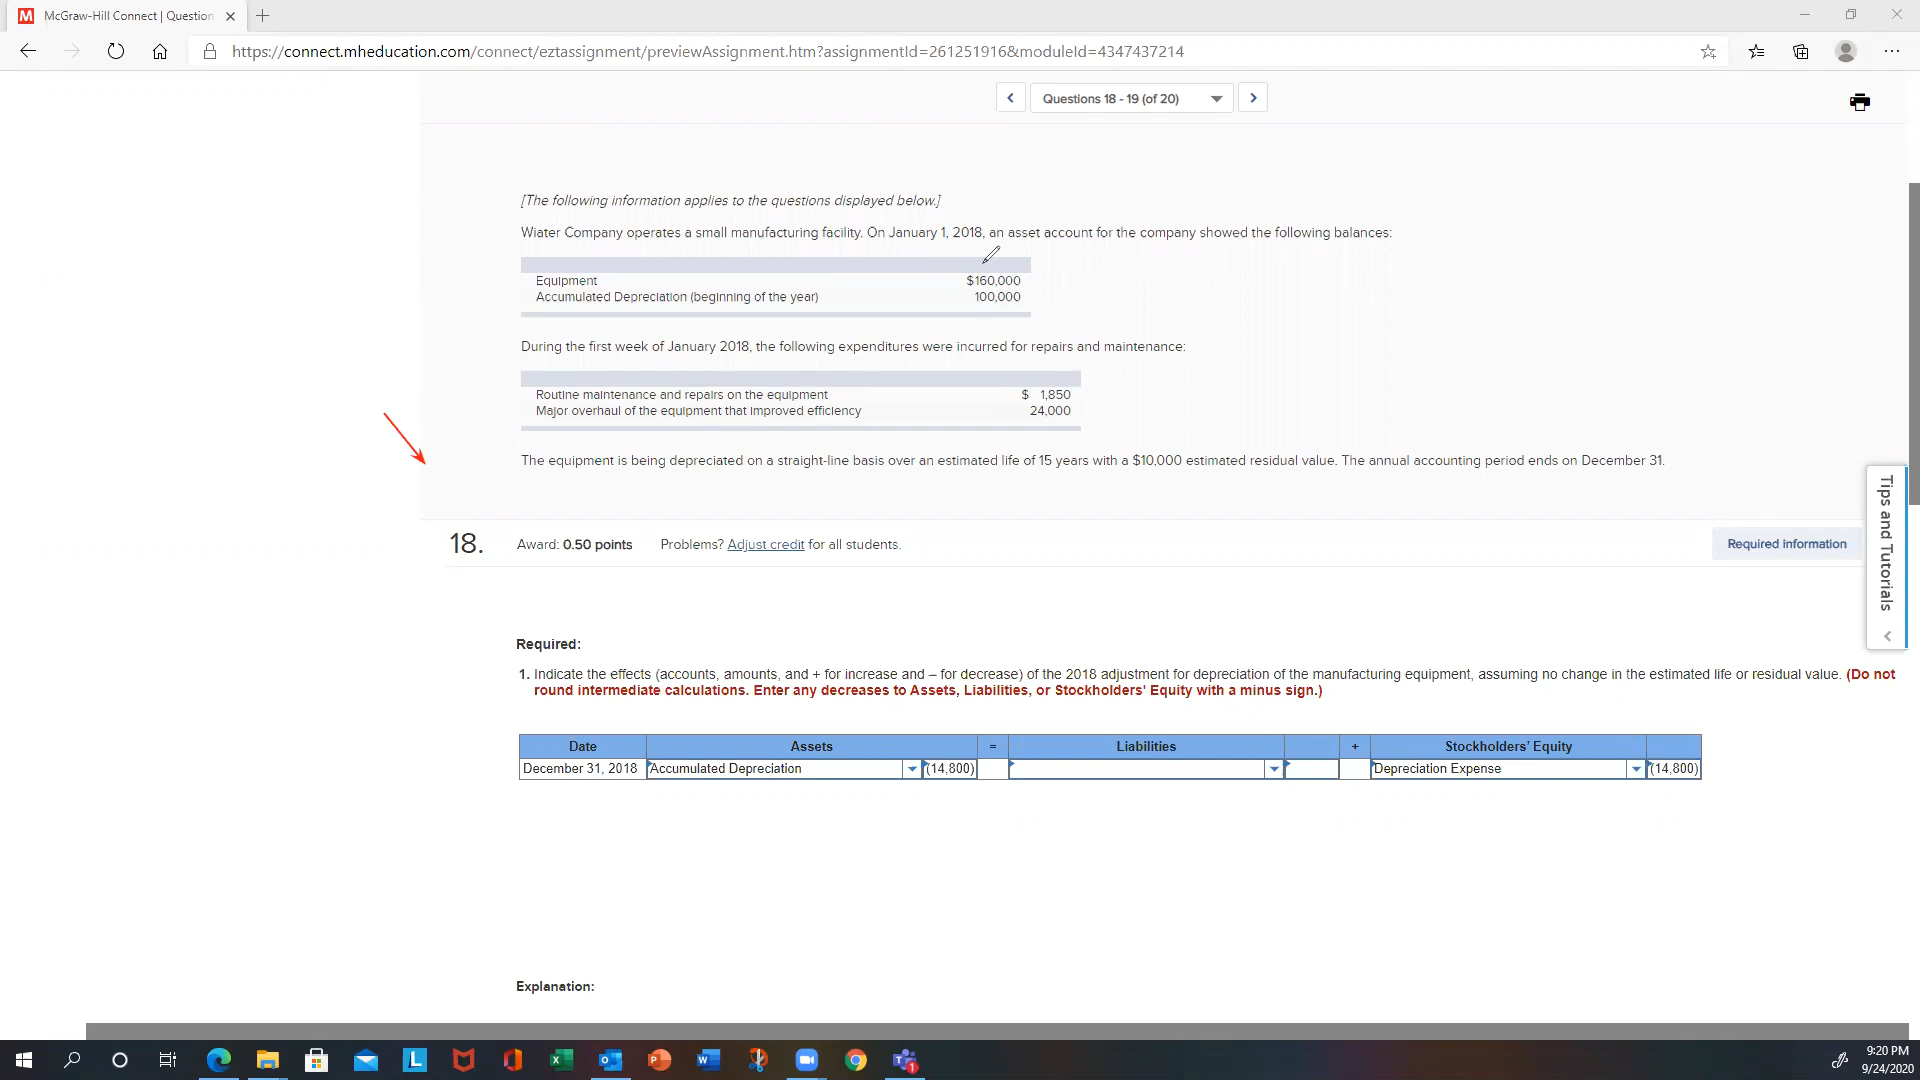 McGraw-Hill Connect | Question
https://connect.mheducation.com/connect/eztassignment/previewAssignment.htm?assignmentId=261251916&moduleId=4347437214
Questions 18 - 19 (of 20)
[The following information applies to the questions displayed below.]
Wiater Company operates a small manufacturing facility. On January 1, 2018, an asset account for the company showed the following balances:
Equipment $160,000
Accumulated Depreciation (beginning of the year) 100,000
During the first week of January 2018, the following expenditures were incurred for repairs and maintenance:
Routine maintenance and repairs on the equipment $ 1,850
Major overhaul of the equipment that improved efficiency 24,000
The equipment is being depreciated on a straight-line basis over an estimated life of 15 years with a $10,000 estimated residual value. The annual accounting period ends on December 31.
Tips and Tutorials
18. Award: 0.50 points Problems? Adjust credit for all students. Required information
Required:
1. Indicate the effects (accounts, amounts, and + for increase and – for decrease) of the 2018 adjustment for depreciation of the manufacturing equipment, assuming no change in the estimated life or residual value. (Do not
round intermediate calculations. Enter any decreases to Assets, Liabilities, or Stockholders' Equity with a minus sign.)
Date Assets = Liabilities + Stockholders' Equity
December 31, 2018 Accumulated Depreciation (14,800) Depreciation Expense (14,800)
Explanation:
9:20 PM
9/24/2020